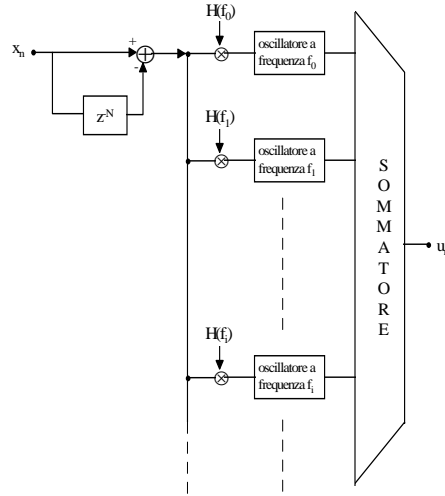 xₙ
+
-
z⁻ᴺ
H(f₀)
oscillatore a
frequenza f₀
H(f₁)
oscillatore a
frequenza f₁
H(fᵢ)
oscillatore a
frequenza fᵢ
S
O
M
M
A
T
O
R
E